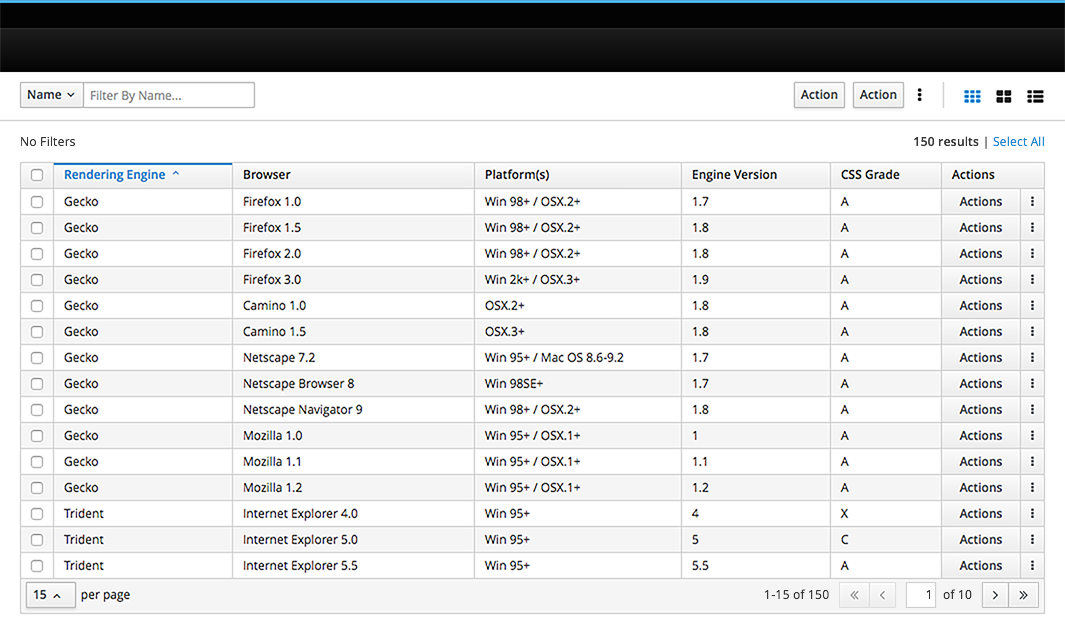 Name Filter By Name... Action Action
No Filters 150 results | Select All
Rendering Engine Browser Platform(s) Engine Version CSS Grade Actions
Gecko Firefox 1.0 Win 98+ / OSX.2+ 1.7 A Actions
Gecko Firefox 1.5 Win 98+ / OSX.2+ 1.8 A Actions
Gecko Firefox 2.0 Win 98+ / OSX.2+ 1.8 A Actions
Gecko Firefox 3.0 Win 2k+ / OSX.3+ 1.9 A Actions
Gecko Camino 1.0 OSX.2+ 1.8 A Actions
Gecko Camino 1.5 OSX.3+ 1.8 A Actions
Gecko Netscape 7.2 Win 95+ / Mac OS 8.6-9.2 1.7 A Actions
Gecko Netscape Browser 8 Win 98SE+ 1.7 A Actions
Gecko Netscape Navigator 9 Win 98+ / OSX.2+ 1.8 A Actions
Gecko Mozilla 1.0 Win 95+ / OSX.1+ 1 A Actions
Gecko Mozilla 1.1 Win 95+ / OSX.1+ 1.1 A Actions
Gecko Mozilla 1.2 Win 95+ / OSX.1+ 1.2 A Actions
Trident Internet Explorer 4.0 Win 95+ 4 X Actions
Trident Internet Explorer 5.0 Win 95+ 5 C Actions
Trident Internet Explorer 5.5 Win 95+ 5.5 A Actions
15 per page 1-15 of 150 « ‹ 1 of 10 › »